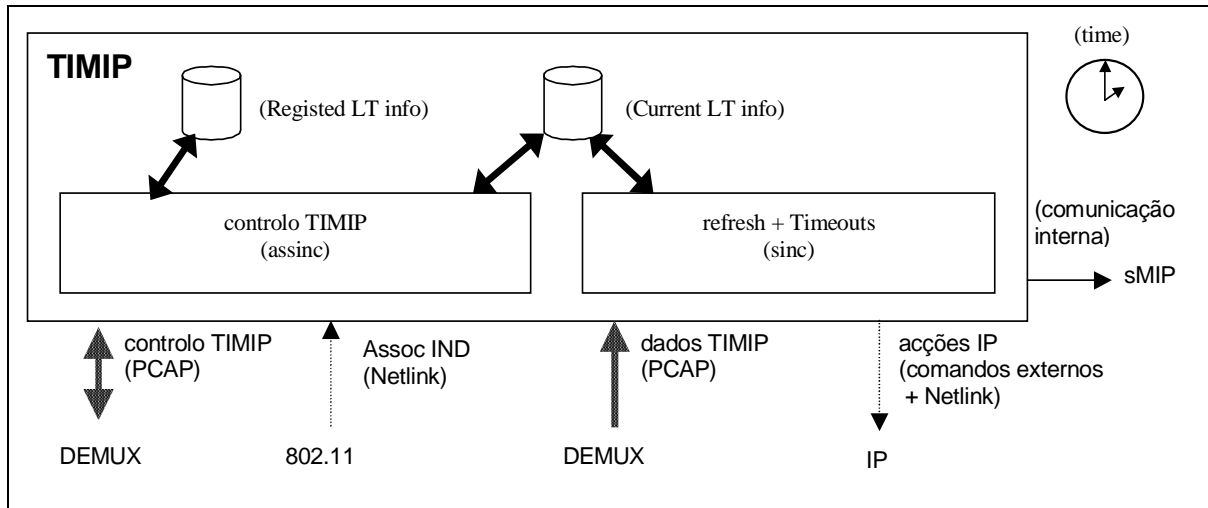 (time)
TIMIP
(Registed LT info)
(Current LT info)
controlo TIMIP
(assinc)
refresh + Timeouts
(sinc)
(comunicação
interna)
sMIP
controlo TIMIP
(PCAP)
Assoc IND
(Netlink)
dados TIMIP
(PCAP)
acções IP
(comandos externos
+ Netlink)
DEMUX
802.11
DEMUX
IP